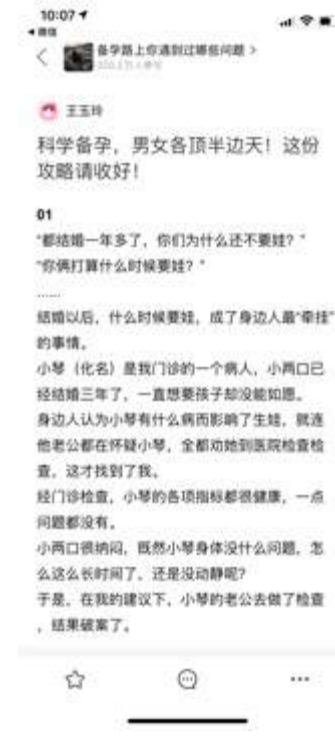 10:07
微信
备孕路上你遇到过哪些问题 >
王玉玲
科学备孕，男女各顶半边天！这份
攻略请收好！
01
“都结婚一年多了，你们为什么还不要娃？”
“你俩打算什么时候要娃？”
……
结婚以后，什么时候要娃，成了身边人最“牵挂”
的事情。
小琴（化名）是我门诊的一个病人，小两口已
经结婚三年了，一直想要孩子却没能如愿。
身边人认为小琴有什么病而影响了生娃，就连
他老公都在怀疑小琴，全都劝她到医院检查检
查，这才找到了我。
经门诊检查，小琴的各项指标都很健康，一点
问题都没有。
小两口很纳闷，既然小琴身体没什么问题，怎
么这么长时间了，还是没动静呢？
于是，在我的建议下，小琴的老公去做了检查
，结果破案了。